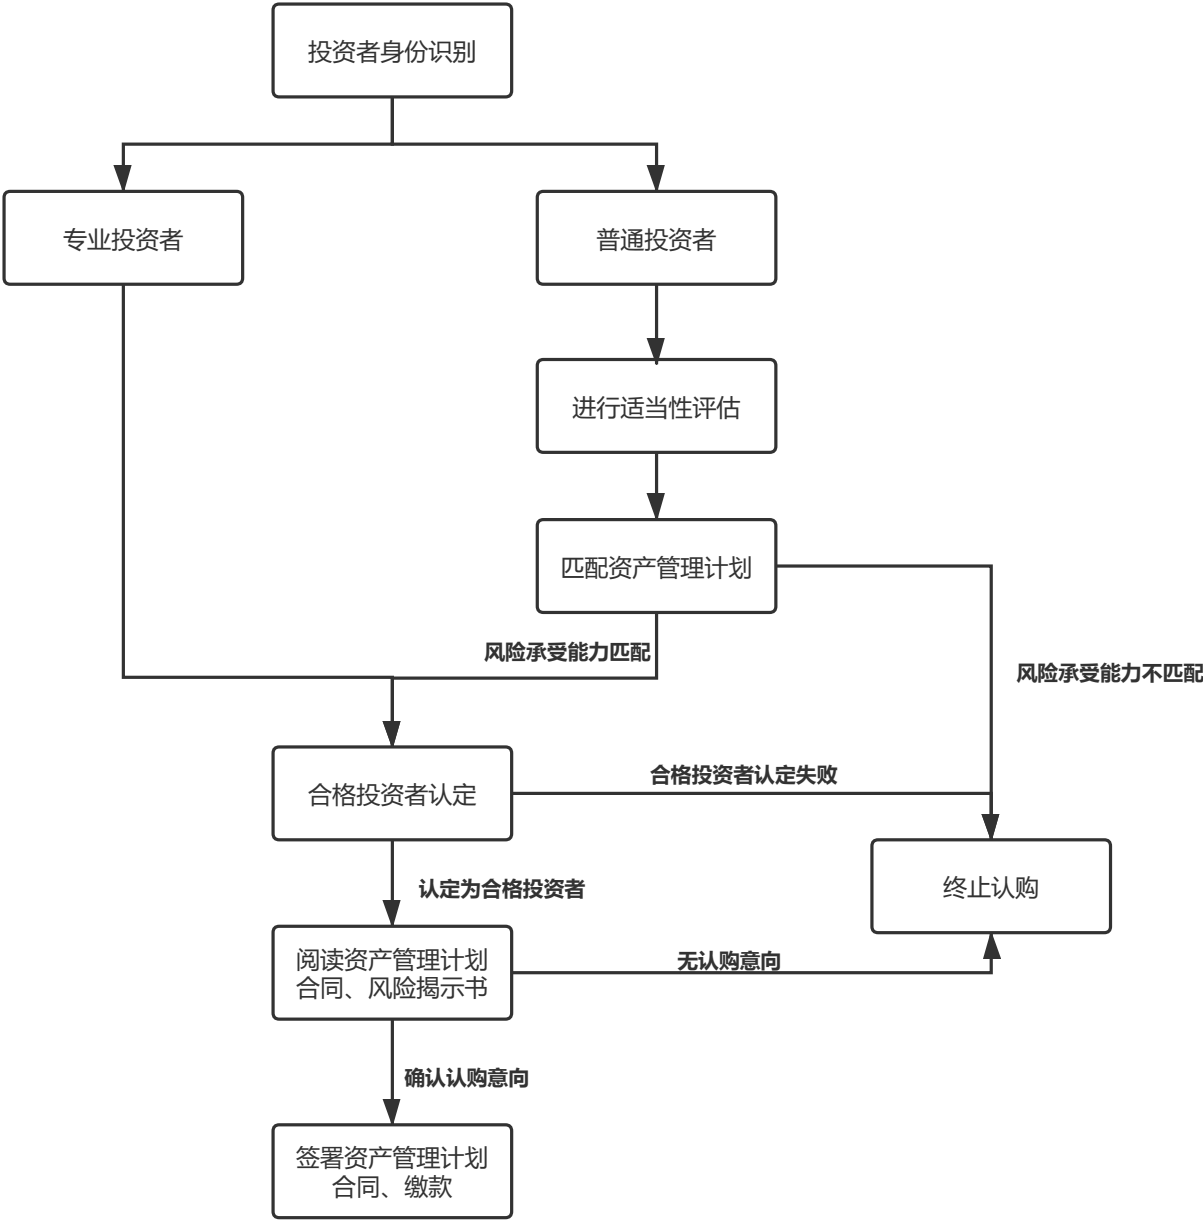 投资者身份识别
专业投资者
普通投资者
进行适当性评估
匹配资产管理计划
风险承受能力匹配
风险承受能力不匹配
合格投资者认定
合格投资者认定失败
终止认购
认定为合格投资者
阅读资产管理计划
合同、风险揭示书
无认购意向
确认认购意向
签署资产管理计划
合同、缴款